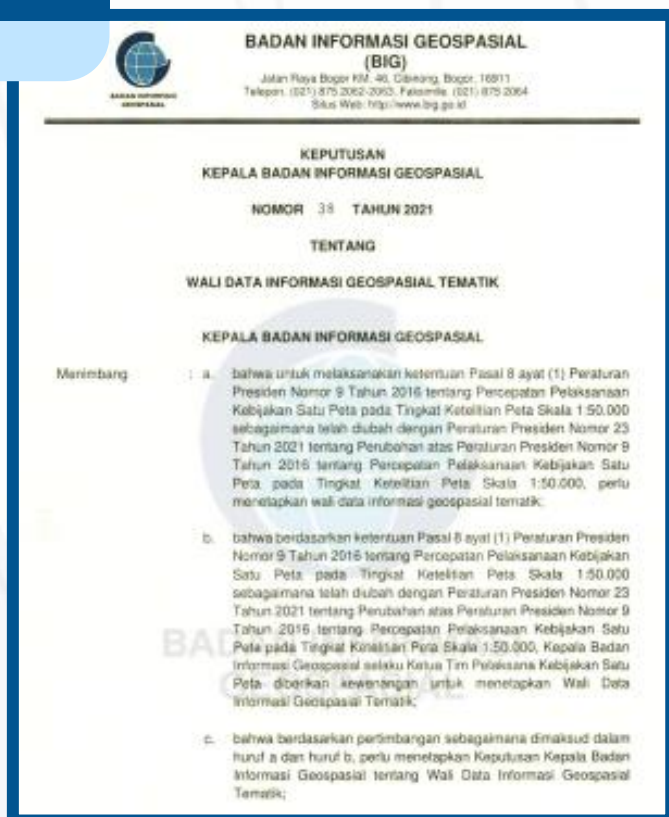 BADAN INFORMASI GEOSPASIAL
(BIG)
Jalan Raya Bogor KM. 46, Cibinong, Bogor, 16911
Telepon. (021) 875 2062-2063, Faksimile. (021) 875 2064
Situs Web: http://www.big.go.id
BADAN INFORMASI
GEOSPASIAL
KEPUTUSAN
KEPALA BADAN INFORMASI GEOSPASIAL
NOMOR 38 TAHUN 2021
TENTANG
WALI DATA INFORMASI GEOSPASIAL TEMATIK
KEPALA BADAN INFORMASI GEOSPASIAL
Menimbang : a. bahwa untuk melaksanakan ketentuan Pasal 8 ayat (1) Peraturan
Presiden Nomor 9 Tahun 2016 tentang Percepatan Pelaksanaan
Kebijakan Satu Peta pada Tingkat Ketelitian Peta Skala 1:50.000
sebagaimana telah diubah dengan Peraturan Presiden Nomor 23
Tahun 2021 tentang Perubahan atas Peraturan Presiden Nomor 9
Tahun 2016 tentang Percepatan Pelaksanaan Kebijakan Satu
Peta pada Tingkat Ketelitian Peta Skala 1:50.000, perlu
menetapkan wali data informasi geospasial tematik;
b. bahwa berdasarkan ketentuan Pasal 8 ayat (1) Peraturan Presiden
Nomor 9 Tahun 2016 tentang Percepatan Pelaksanaan Kebijakan
Satu Peta pada Tingkat Ketelitian Peta Skala 1:50.000
sebagaimana telah diubah dengan Peraturan Presiden Nomor 23
Tahun 2021 tentang Perubahan atas Peraturan Presiden Nomor 9
Tahun 2016 tentang Percepatan Pelaksanaan Kebijakan Satu
Peta pada Tingkat Ketelitian Peta Skala 1:50.000, Kepala Badan
Informasi Geospasial selaku Ketua Tim Pelaksana Kebijakan Satu
Peta diberikan kewenangan untuk menetapkan Wali Data
Informasi Geospasial Tematik;
c. bahwa berdasarkan pertimbangan sebagaimana dimaksud dalam
huruf a dan huruf b, perlu menetapkan Keputusan Kepala Badan
Informasi Geospasial tentang Wali Data Informasi Geospasial
Tematik;